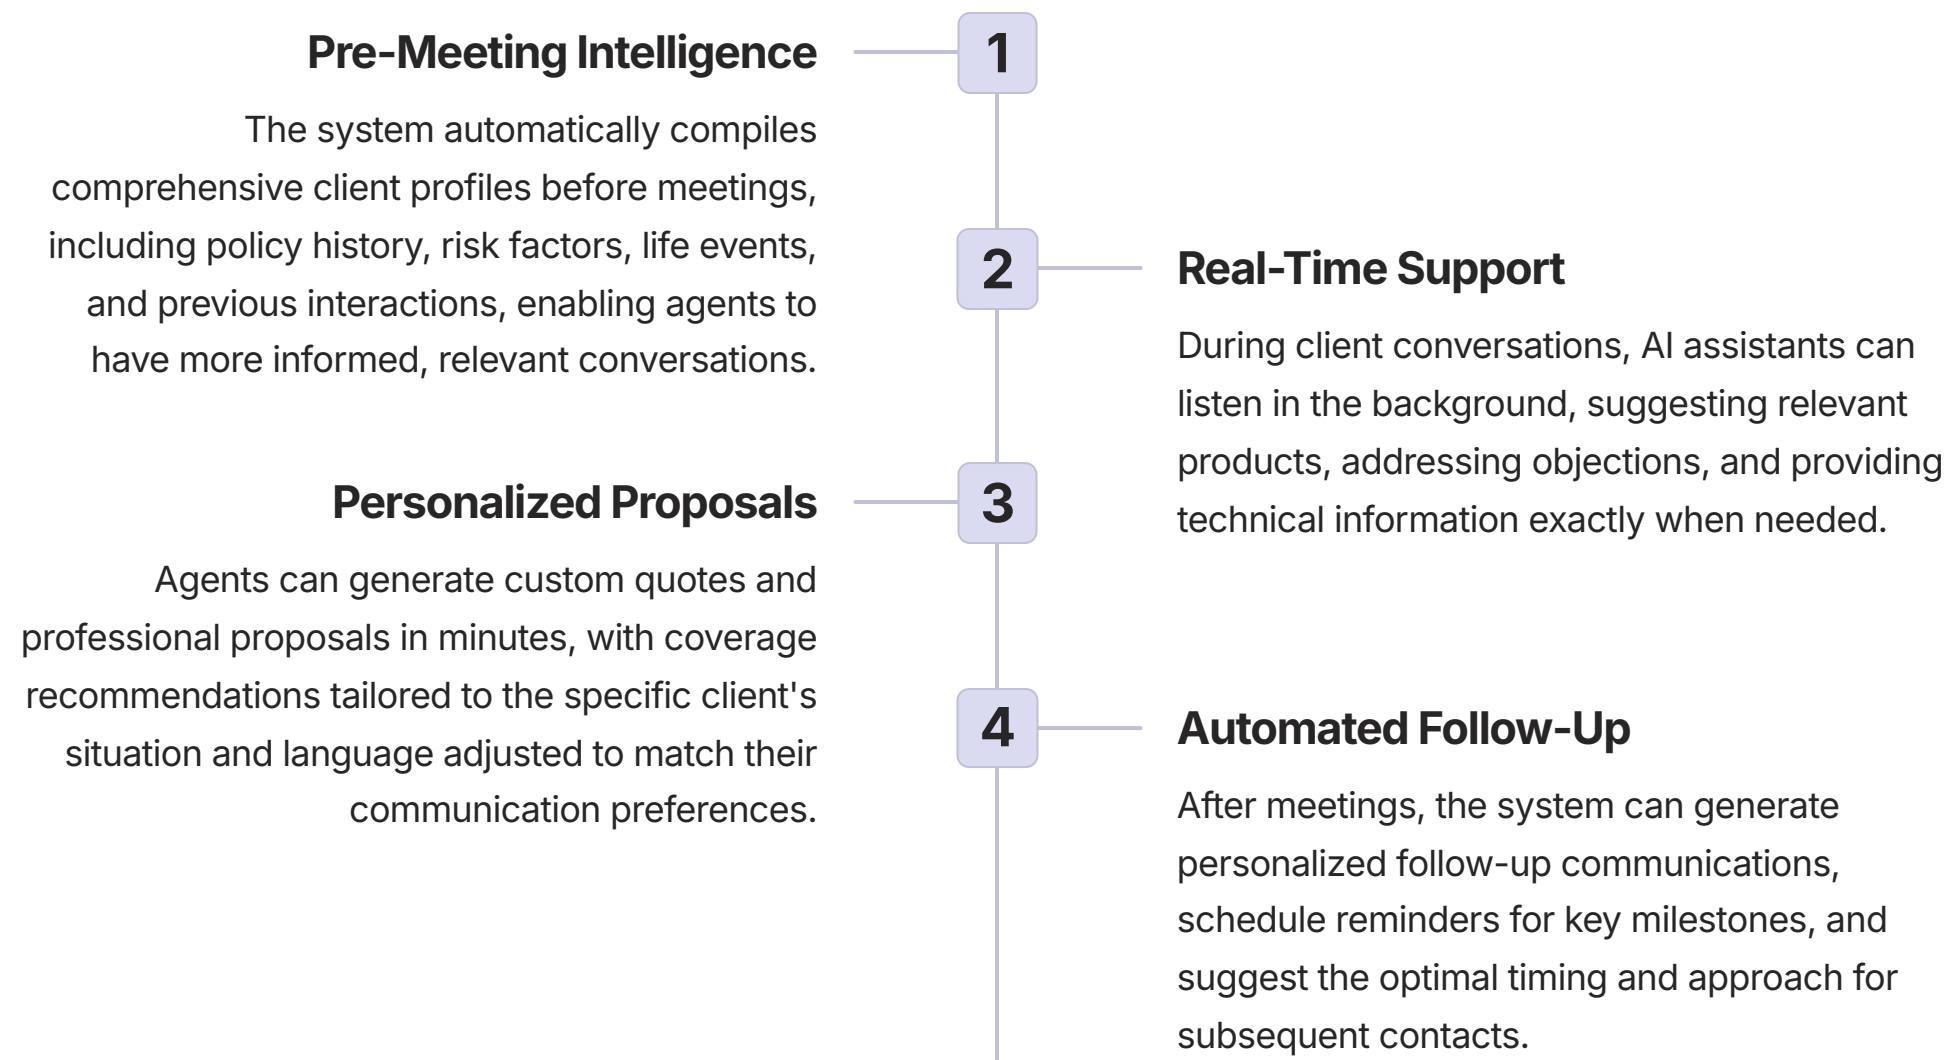 1
Pre-Meeting Intelligence
The system automatically compiles
comprehensive client profiles before meetings,
including policy history, risk factors, life events,
and previous interactions, enabling agents to
have more informed, relevant conversations.
2
Real-Time Support
During client conversations, AI assistants can
listen in the background, suggesting relevant
products, addressing objections, and providing
technical information exactly when needed.
3
Personalized Proposals
Agents can generate custom quotes and
professional proposals in minutes, with coverage
recommendations tailored to the specific client's
situation and language adjusted to match their
communication preferences.
4
Automated Follow-Up
After meetings, the system can generate
personalized follow-up communications,
schedule reminders for key milestones, and
suggest the optimal timing and approach for
subsequent contacts.